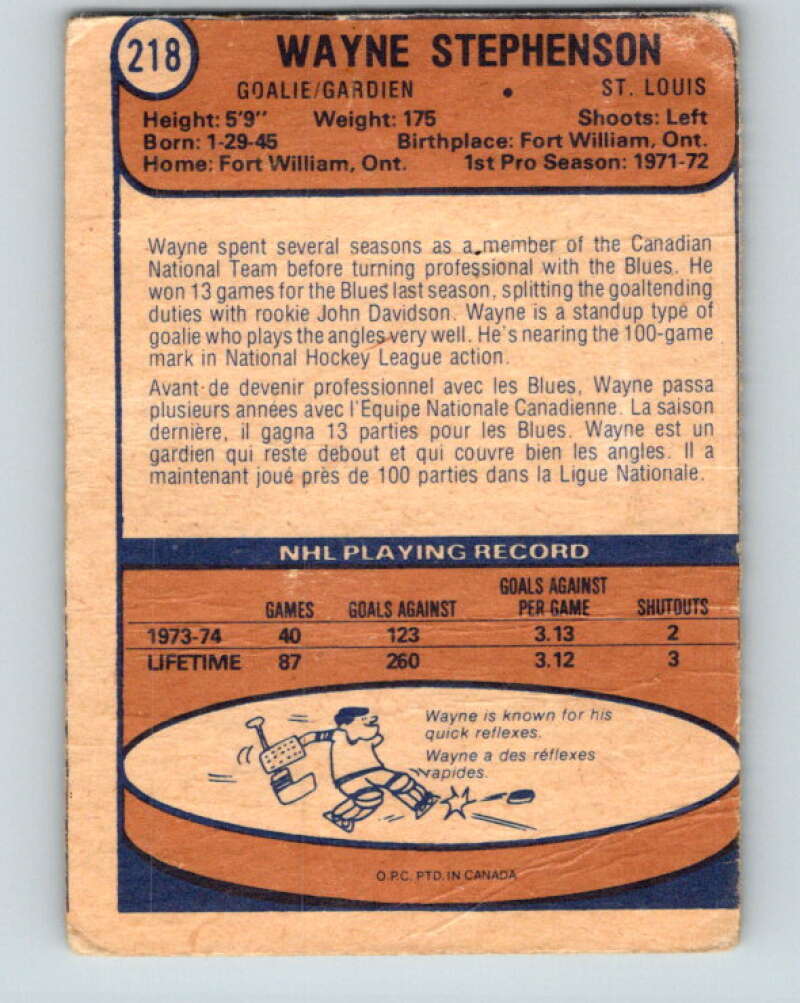 218
WAYNE STEPHENSON
GOALIE/GARDIEN • ST. LOUIS
Height: 5'9" Weight: 175 Shoots: Left
Born: 1-29-45 Birthplace: Fort William, Ont.
Home: Fort William, Ont. 1st Pro Season: 1971-72
Wayne spent several seasons as a member of the Canadian
National Team before turning professional with the Blues. He
won 13 games for the Blues last season, splitting the goaltending
duties with rookie John Davidson. Wayne is a standup type of
goalie who plays the angles very well. He's nearing the 100-game
mark in National Hockey League action.
Avant de devenir professionnel avec les Blues, Wayne passa
plusieurs années avec l'Equipe Nationale Canadienne. La saison
dernière, il gagna 13 parties pour les Blues. Wayne est un
gardien qui reste debout et qui couvre bien les angles. Il a
maintenant joué près de 100 parties dans la Ligue Nationale.
NHL PLAYING RECORD
GAMES GOALS AGAINST GOALS AGAINST PER GAME SHUTOUTS
1973-74 40 123 3.13 2
LIFETIME 87 260 3.12 3
Wayne is known for his
quick reflexes.
Wayne a des réflexes
rapides.
O.P.C. PTD. IN CANADA